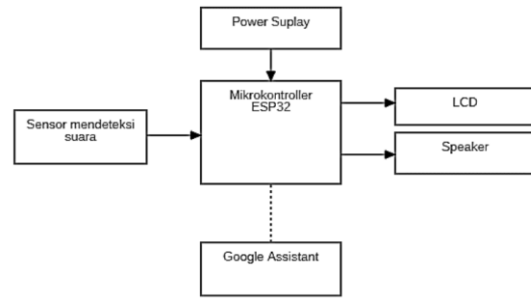 Power Suplay
Mikrokontroller
ESP32
Sensor mendeteksi
suara
LCD
Speaker
Google Assistant